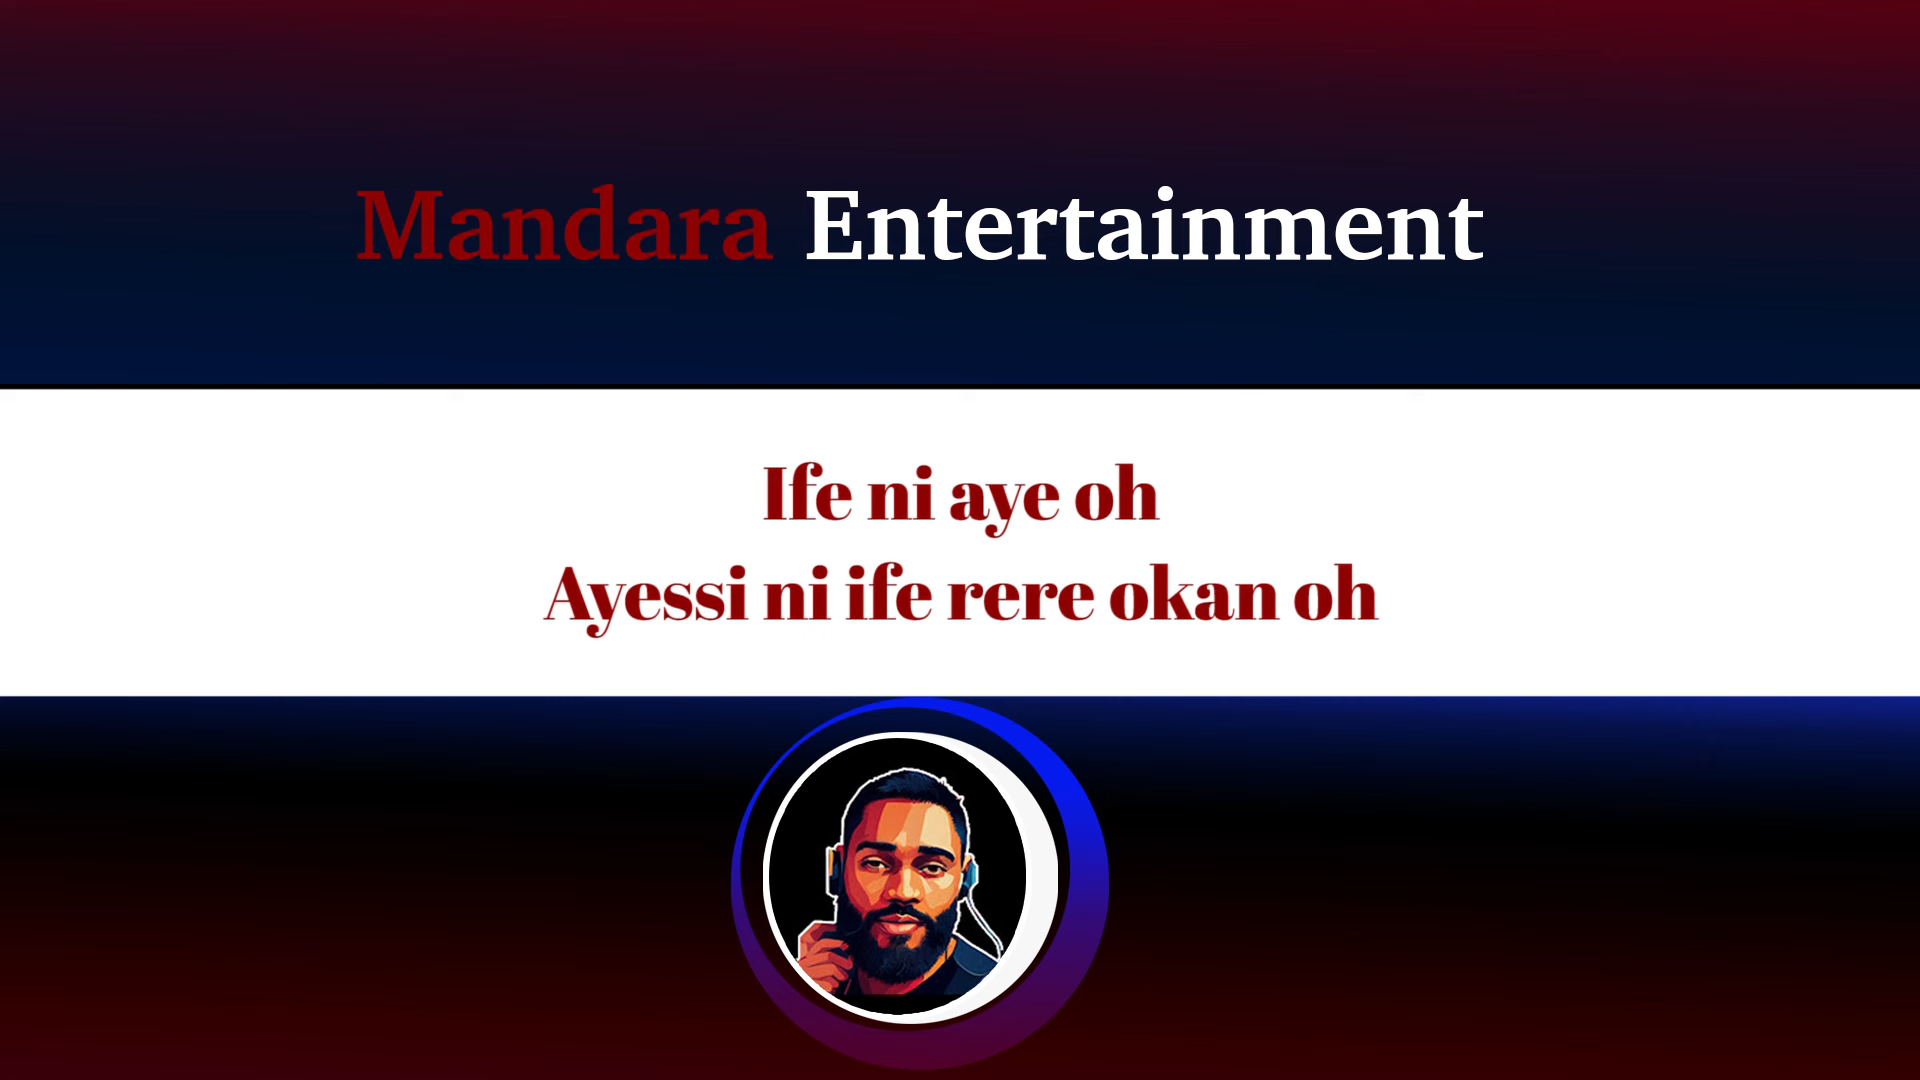 Mandara Entertainment
Ife ni aye oh
Ayessi ni ife rere okan oh